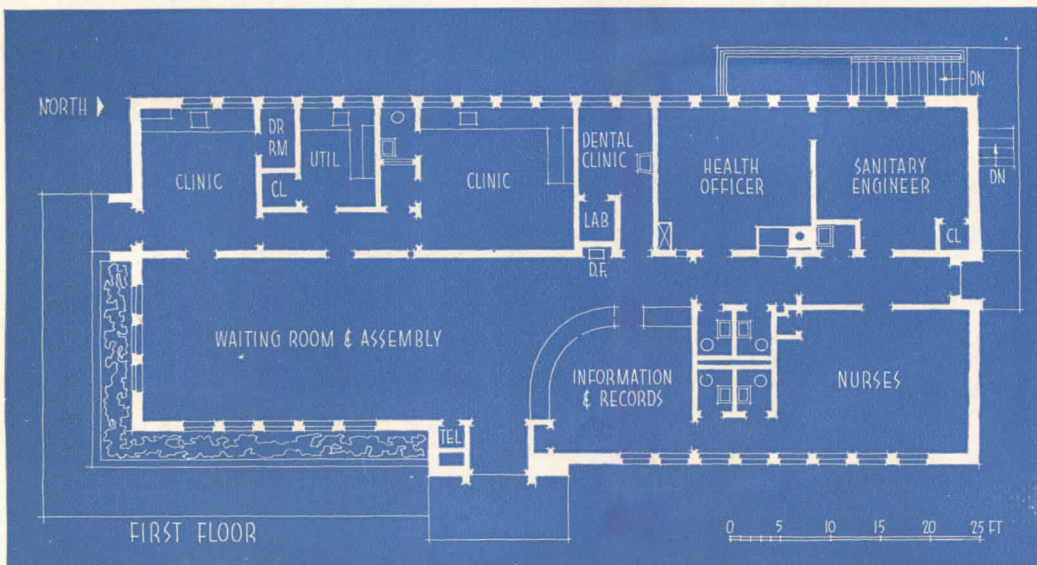 NORTH
DR
RM
UTIL
CLINIC
CL
CLINIC
DENTAL
CLINIC
LAB
D.F.
HEALTH
OFFICER
SANITARY
ENGINEER
CL
DN
DN
WAITING ROOM & ASSEMBLY
INFORMATION
& RECORDS
NURSES
TEL
FIRST FLOOR
0 5 10 15 20 25 FT